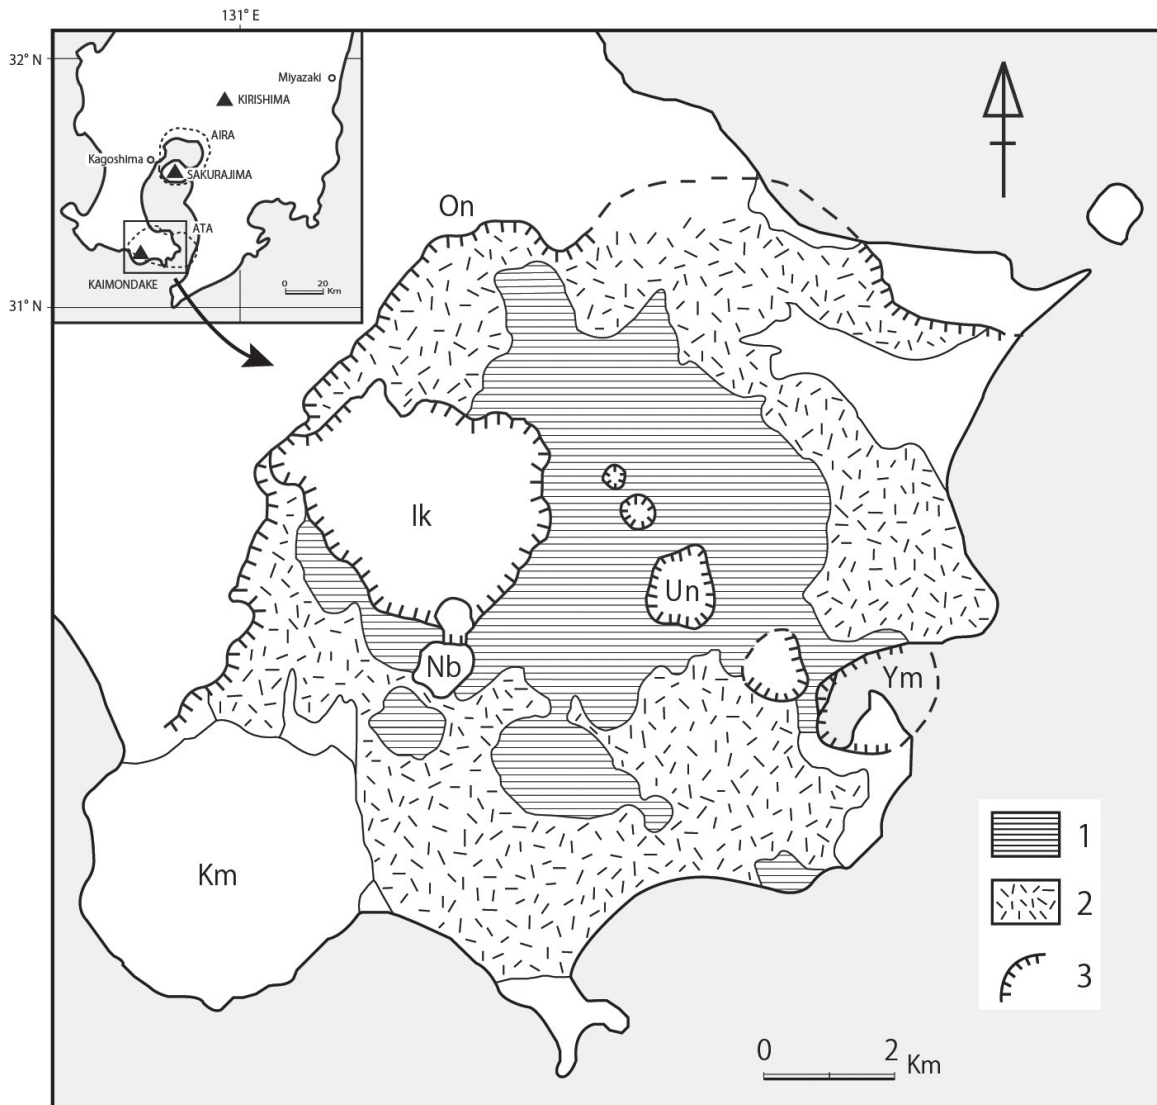 131° E
32° N
Miyazaki
KIRISHIMA
AIRA
Kagoshima
SAKURAJIMA
ATA
KAIMONDAKE
0 20
Km
31° N
On
Ik
Un
Nb
Ym
Km
1
2
3
0 2
Km